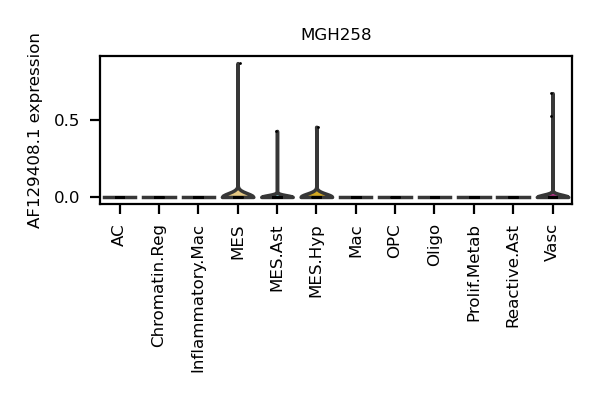 MGH258
AF129408.1 expression
0.5
0.0
AC
Chromatin.Reg
Inflammatory.Mac
MES
MES.Ast
MES.Hyp
Mac
OPC
Oligo
Prolif.Metab
Reactive.Ast
Vasc